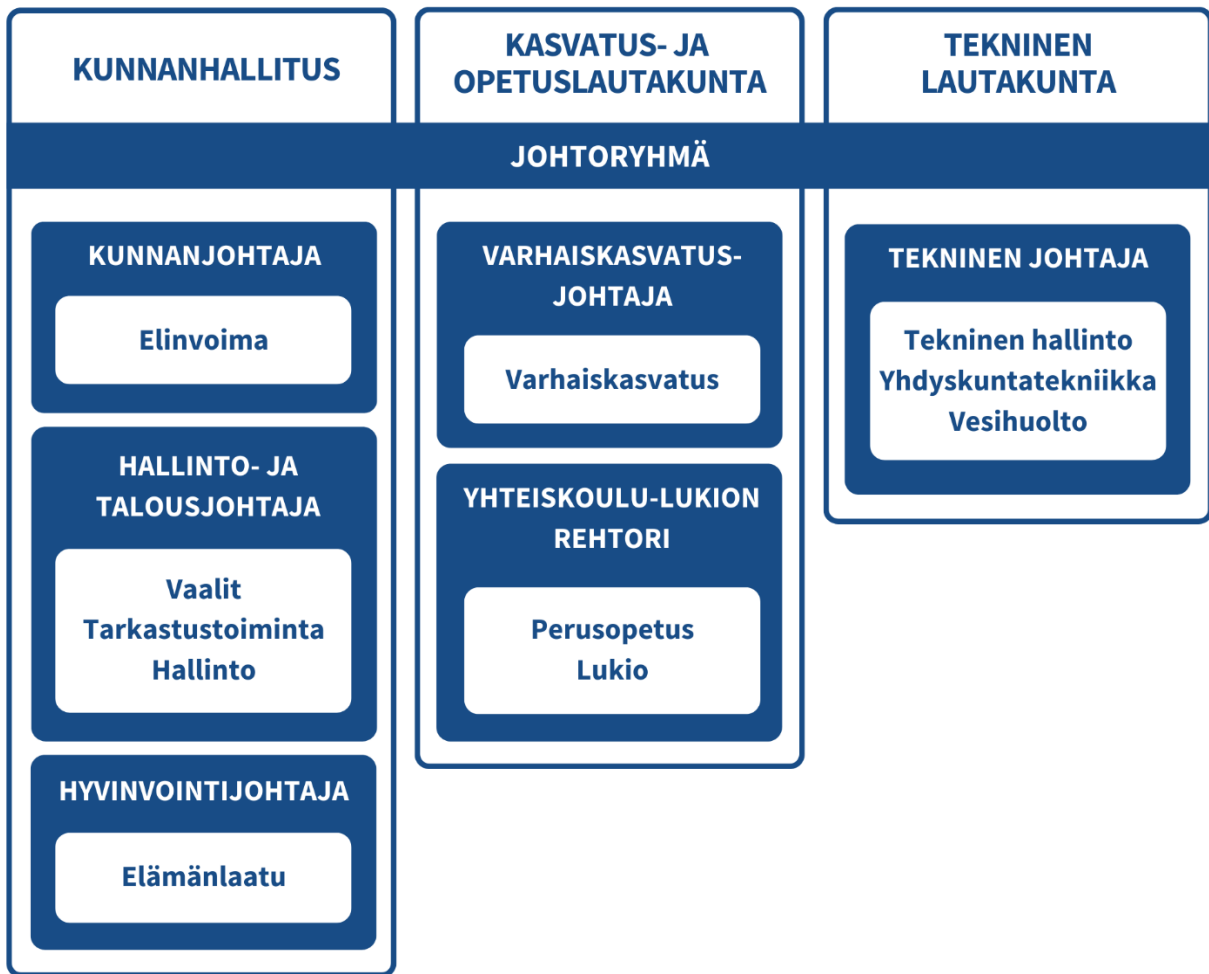 KUNNANHALLITUS
KASVATUS- JA
OPETUSLAUTAKUNTA
TEKNINEN
LAUTAKUNTA
JOHTORYHMÄ
KUNNANJOHTAJA
Elinvoima
HALLINTO- JA
TALOUSJOHTAJA
Vaalit
Tarkastustoiminta
Hallinto
HYVINVOINTIJOHTAJA
Elämänlaatu
VARHAISKASVATUS-
JOHTAJA
Varhaiskasvatus
YHTEISKOULU-LUKION
REHTORI
Perusopetus
Lukio
TEKNINEN JOHTAJA
Tekninen hallinto
Yhdyskuntatekniikka
Vesihuolto